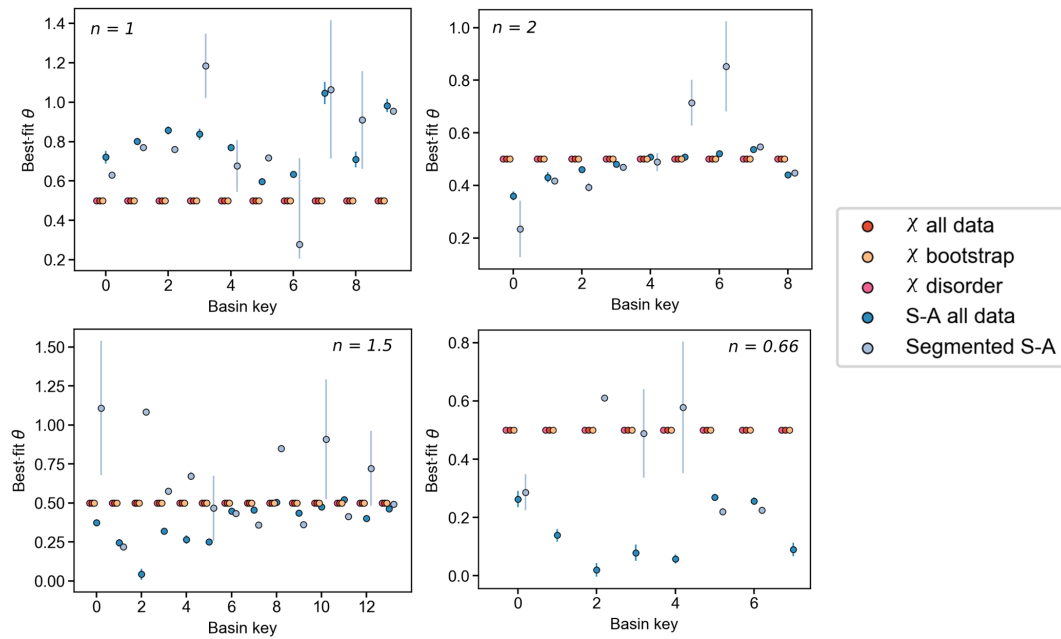 n = 1
1.4
1.2
1.0
0.8
0.6
0.4
0.2
Best-fit θ
0 2 4 6 8
Basin key
n = 2
1.0
0.8
0.6
0.4
0.2
Best-fit θ
0 2 4 6 8
Basin key
n = 1.5
1.50
1.25
1.00
0.75
0.50
0.25
0.00
Best-fit θ
0 2 4 6 8 10 12
Basin key
n = 0.66
0.8
0.6
0.4
0.2
0.0
Best-fit θ
0 2 4 6
Basin key
χ all data
χ bootstrap
χ disorder
S-A all data
Segmented S-A